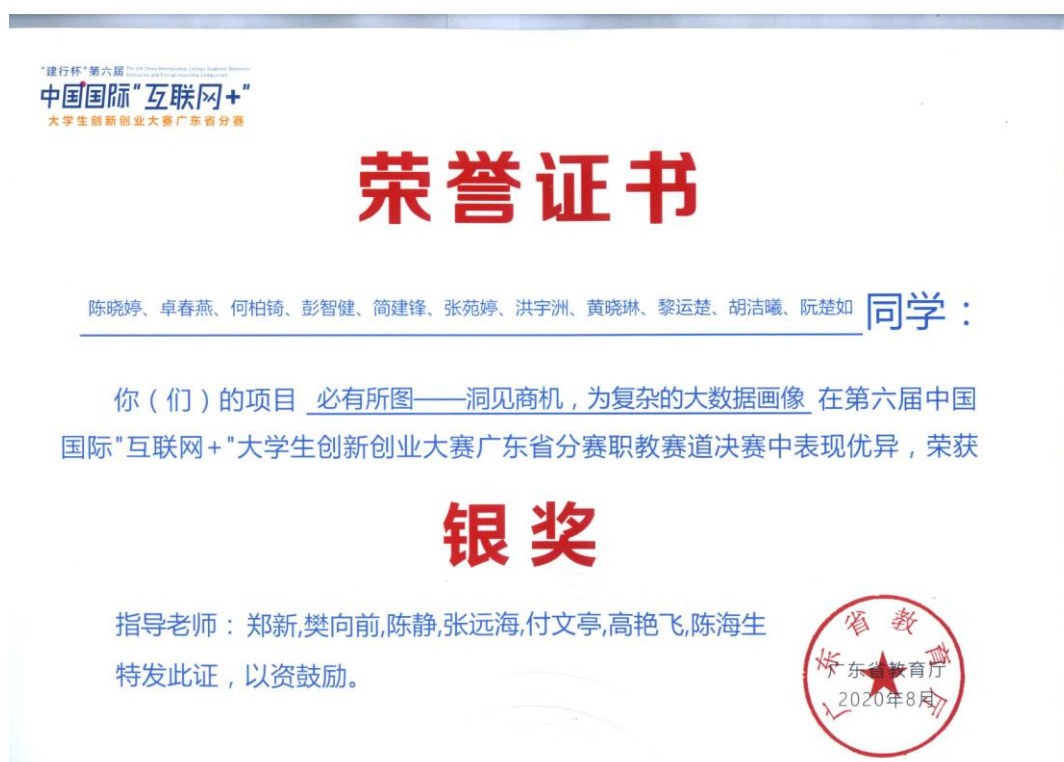 "建行杯"第六届
中国国际"互联网+"
大学生创新创业大赛广东省分赛
荣誉证书
陈晓婷、卓春燕、何柏锜、彭智健、简建锋、张苑婷、洪宇洲、黄晓琳、黎运楚、胡洁曦、阮楚如 同学：
你（们）的项目 必有所图——洞见商机，为复杂的大数据画像 在第六届中国
国际"互联网+"大学生创新创业大赛广东省分赛职教赛道决赛中表现优异，荣获
银奖
指导老师：郑新,樊向前,陈静,张远海,付文亭,高艳飞,陈海生
特发此证，以资鼓励。
广东省教育厅
广东省教育厅
2020年8月